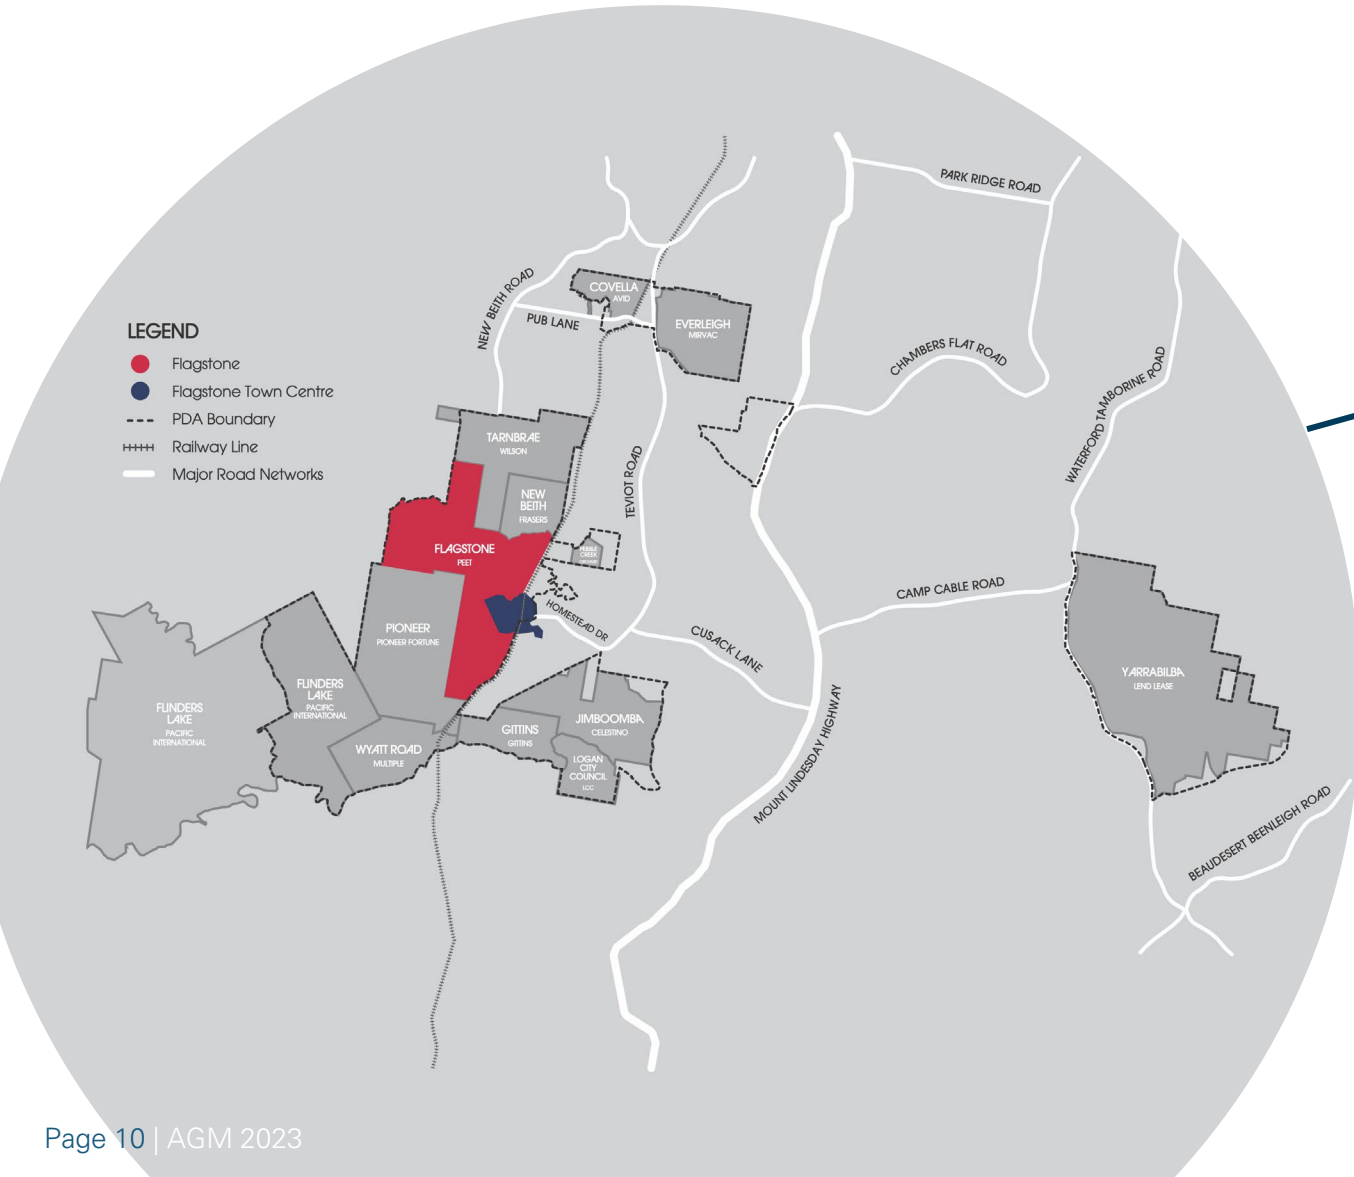 PARK RIDGE ROAD
NEW BEITH ROAD
COVELLA
AVID
PUB LANE
EVERLEIGH
MIRVAC
LEGEND
Flagstone
Flagstone Town Centre
PDA Boundary
Railway Line
Major Road Networks
CHAMBERS FLAT ROAD
WATERFORD TAMBORINE ROAD
TARNBRAE
WILSON
TEVIOT ROAD
NEW
BEITH
FRASERS
FLAGSTONE
PEET
PEBBLE
CREEK
HOMESTEAD DR
CAMP CABLE ROAD
CUSACK LANE
PIONEER
PIONEER FORTUNE
YARRABILBA
LEND LEASE
FLINDERS
LAKE
PACIFIC
INTERNATIONAL
FLINDERS
LAKE
PACIFIC
INTERNATIONAL
WYATT ROAD
MULTIPLE
GITTINS
GITTINS
JIMBOOMBA
CELESTINO
LOGAN
CITY
COUNCIL
LCC
MOUNT LINDESDAY HIGHWAY
BEAUDESERT BEENLEIGH ROAD
Page 10 | AGM 2023